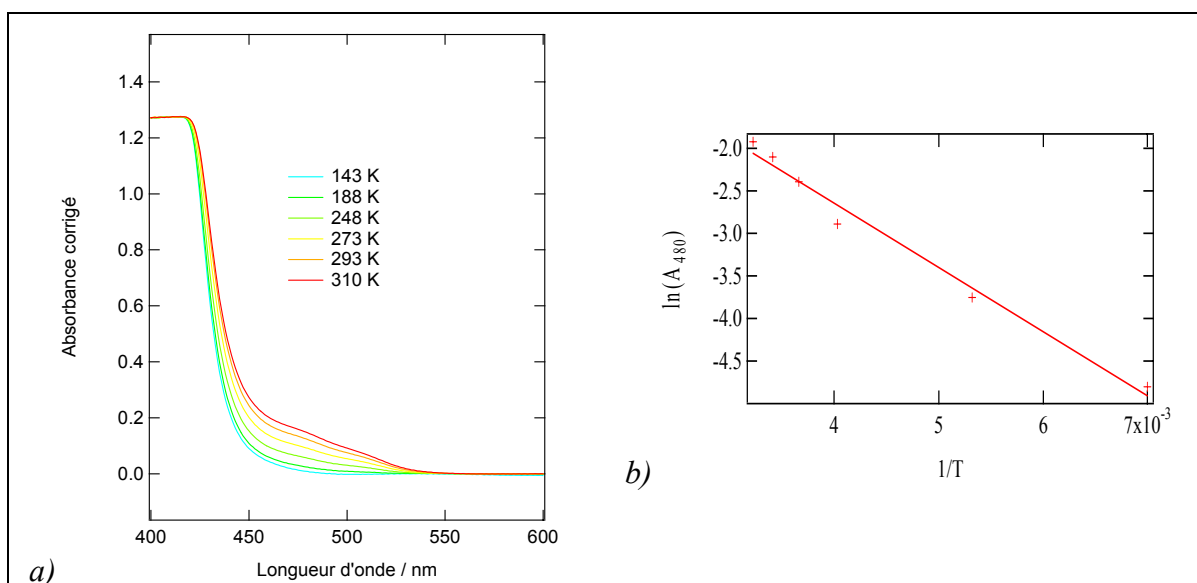 1.4
1.2
1.0
0.8
0.6
0.4
0.2
0.0
Absorbance corrigé
143 K
188 K
248 K
273 K
293 K
310 K
400
450
500
550
600
Longueur d'onde / nm
a)
-2.0
-2.5
-3.0
-3.5
-4.0
-4.5
ln(A480)
4
5
6
7x10-3
1/T
b)